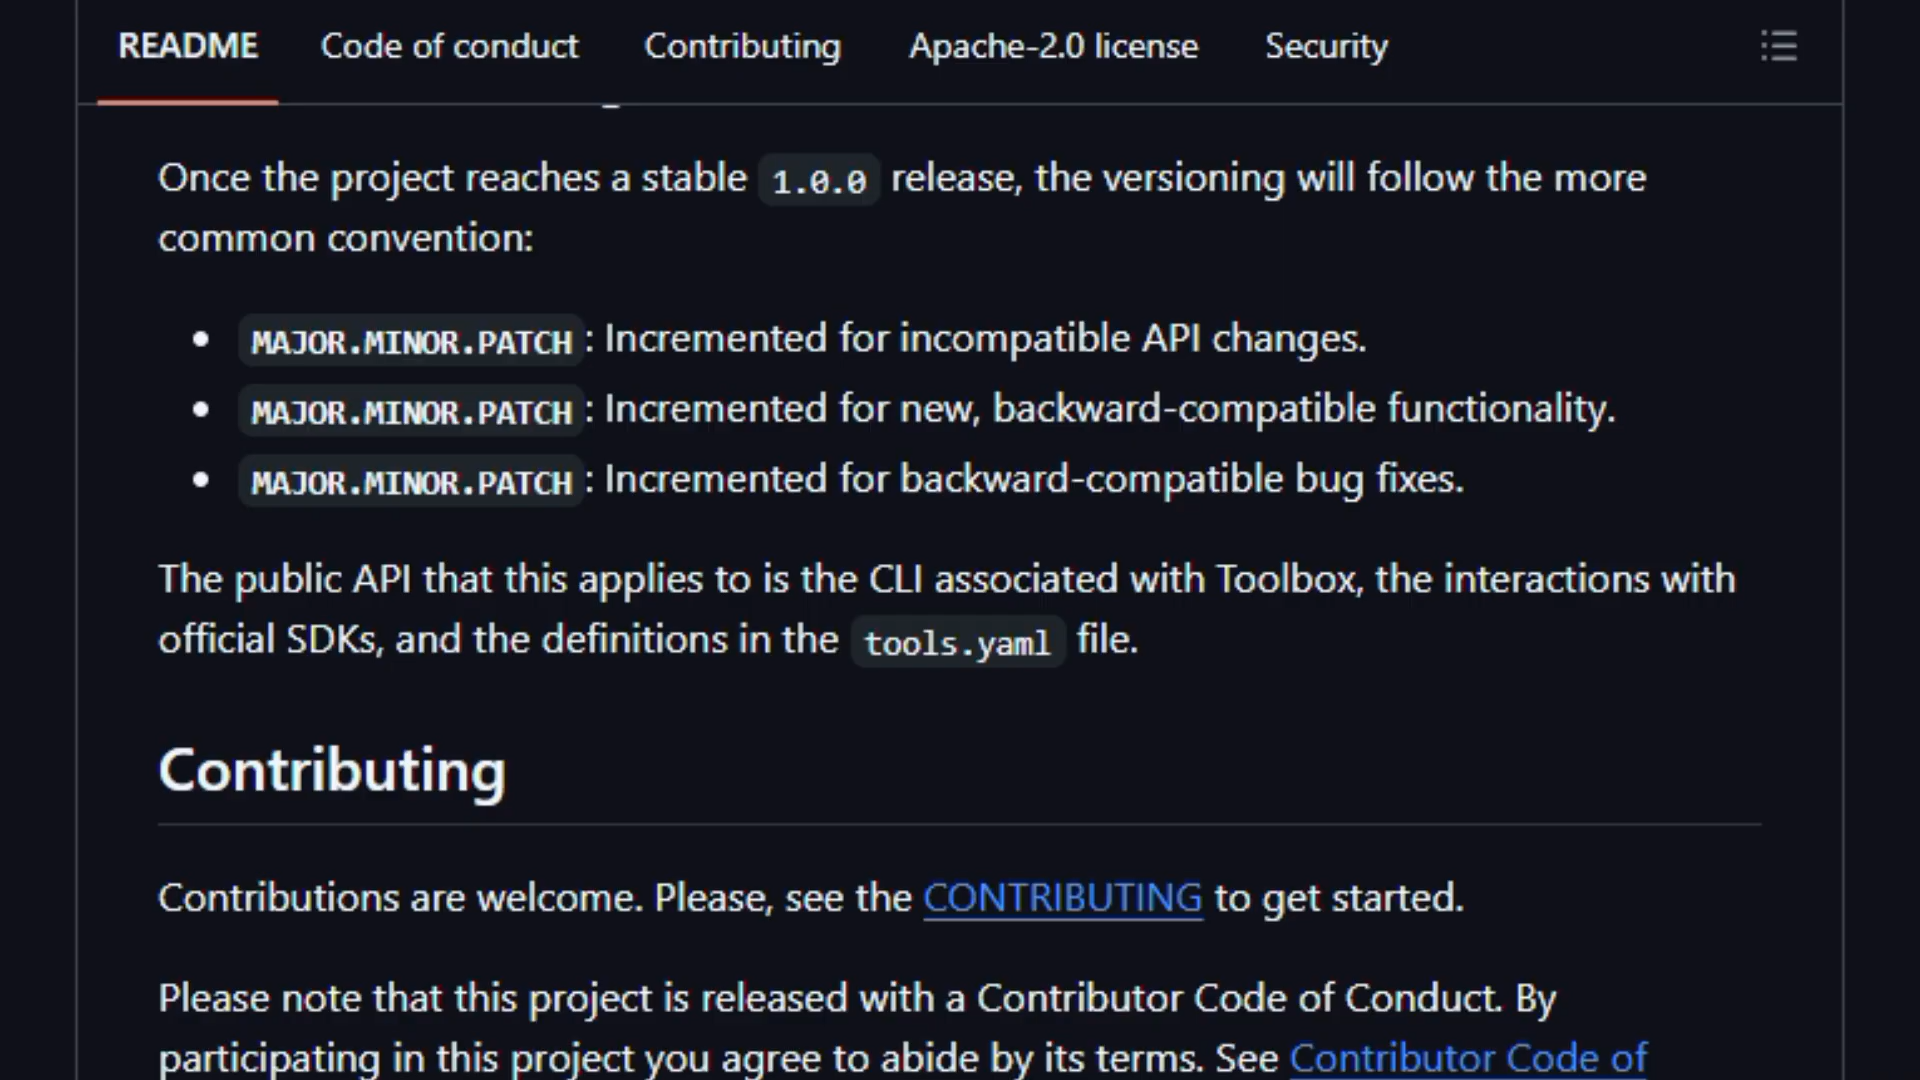 README Code of conduct Contributing Apache-2.0 license Security
Once the project reaches a stable 1.0.0 release, the versioning will follow the more
common convention:
• MAJOR.MINOR.PATCH: Incremented for incompatible API changes.
• MAJOR.MINOR.PATCH: Incremented for new, backward-compatible functionality.
• MAJOR.MINOR.PATCH: Incremented for backward-compatible bug fixes.
The public API that this applies to is the CLI associated with Toolbox, the interactions with
official SDKs, and the definitions in the tools.yaml file.
Contributing
Contributions are welcome. Please, see the CONTRIBUTING to get started.
Please note that this project is released with a Contributor Code of Conduct. By
participating in this project you agree to abide by its terms. See Contributor Code of